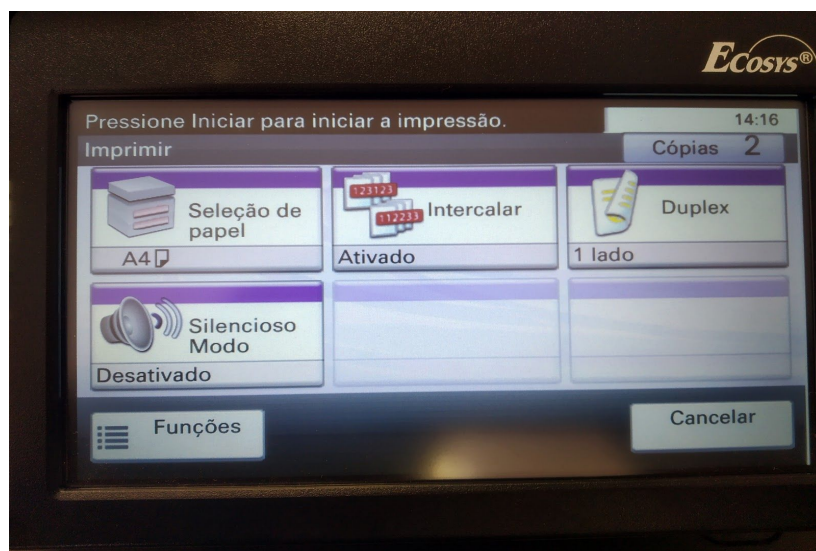 Ecosys®
Pressione Iniciar para iniciar a impressão.
14:16
Imprimir
Cópias 2
Seleção de
papel
A4
123123
112233
Intercalar
Ativado
Duplex
1 lado
Silencioso
Modo
Desativado
Funções
Cancelar